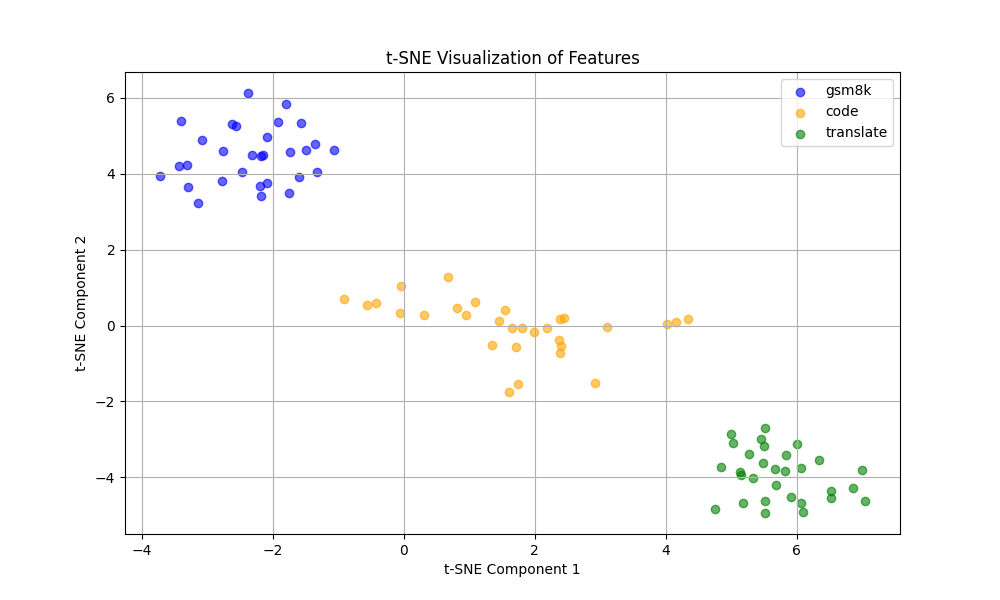 t-SNE Visualization of Features
gsm8k
code
translate
6
4
2
0
−2
−4
t-SNE Component 2
−4
−2
0
2
4
6
t-SNE Component 1